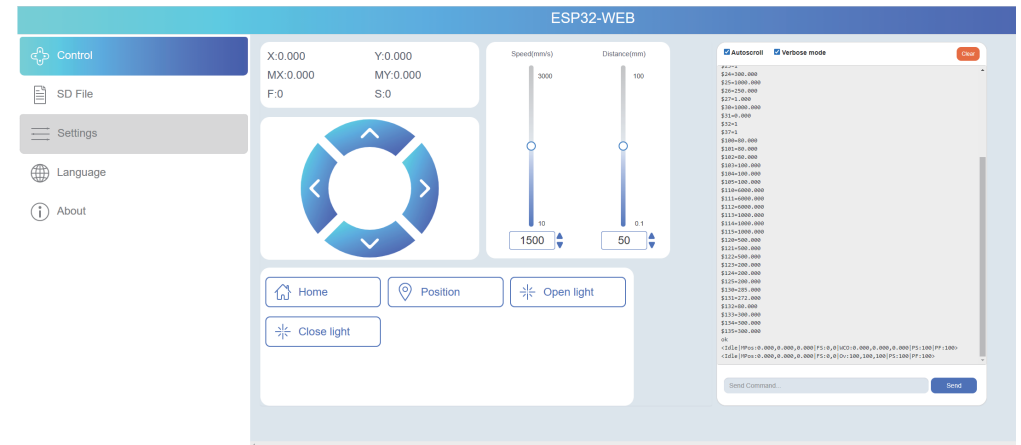 ESP32-WEB
Control
SD File
Settings
Language
About
X:0.000 Y:0.000
MX:0.000 MY:0.000
F:0 S:0
Speed(mm/s) Distance(mm)
3000 100
10 0.1
1500 50
Home Position Open light
Close light
Autoscroll Verbose mode Clear
$24=300.000
$25=1000.000
$26=250.000
$27=1.000
$30=1000.000
$31=0.000
$32=1
$37=1
$100=80.000
$101=80.000
$102=80.000
$103=100.000
$104=100.000
$105=100.000
$110=6000.000
$111=6000.000
$112=6000.000
$113=1000.000
$114=1000.000
$115=1000.000
$120=500.000
$121=500.000
$122=500.000
$123=200.000
$124=200.000
$125=200.000
$130=285.000
$131=272.000
$132=80.000
$133=300.000
$134=300.000
$135=300.000
ok
<Idle|MPos:0.000,0.000,0.000|FS:0,0|WCO:0.000,0.000,0.000|PS:100|PF:100>
<Idle|MPos:0.000,0.000,0.000|FS:0,0|Ov:100,100,100|PS:100|PF:100>
Send Command... Send